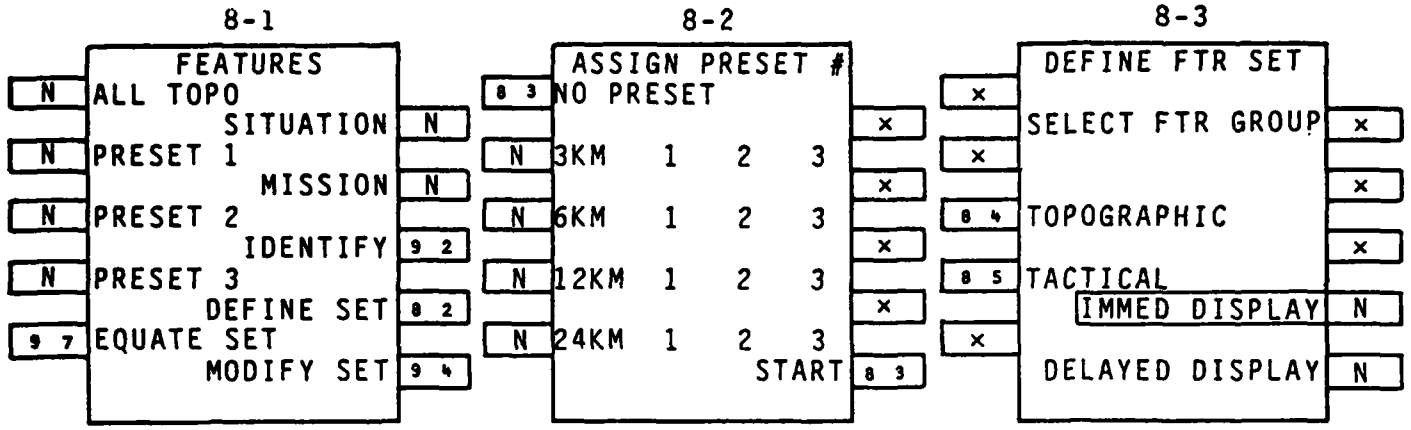 8-1
FEATURES
N ALL TOPO
SITUATION N
N PRESET 1
MISSION N
N PRESET 2
IDENTIFY 9 2
N PRESET 3
DEFINE SET 8 2
9 7 EQUATE SET
MODIFY SET 9 4
8-2
ASSIGN PRESET #
8 3 NO PRESET
×
N 3KM 1 2 3
×
N 6KM 1 2 3
×
N 12KM 1 2 3
×
N 24KM 1 2 3
START 8 3
8-3
DEFINE FTR SET
×
SELECT FTR GROUP ×
×
×
8 4 TOPOGRAPHIC
×
8 5 TACTICAL
IMMED DISPLAY N
×
DELAYED DISPLAY N